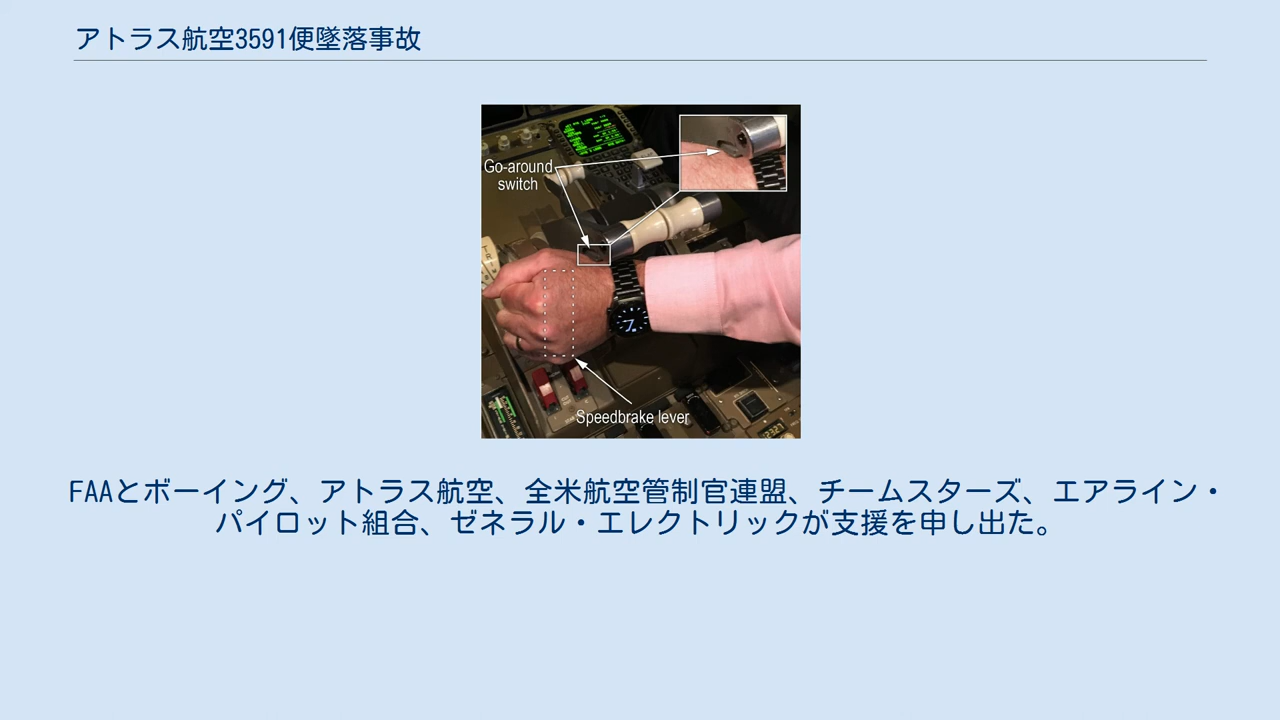 アトラス航空3591便墜落事故
Go-around
switch
Speedbrake lever
FAAとボーイング、アトラス航空、全米航空管制官連盟、チームスターズ、エアライン・
パイロット組合、ゼネラル・エレクトリックが支援を申し出た。